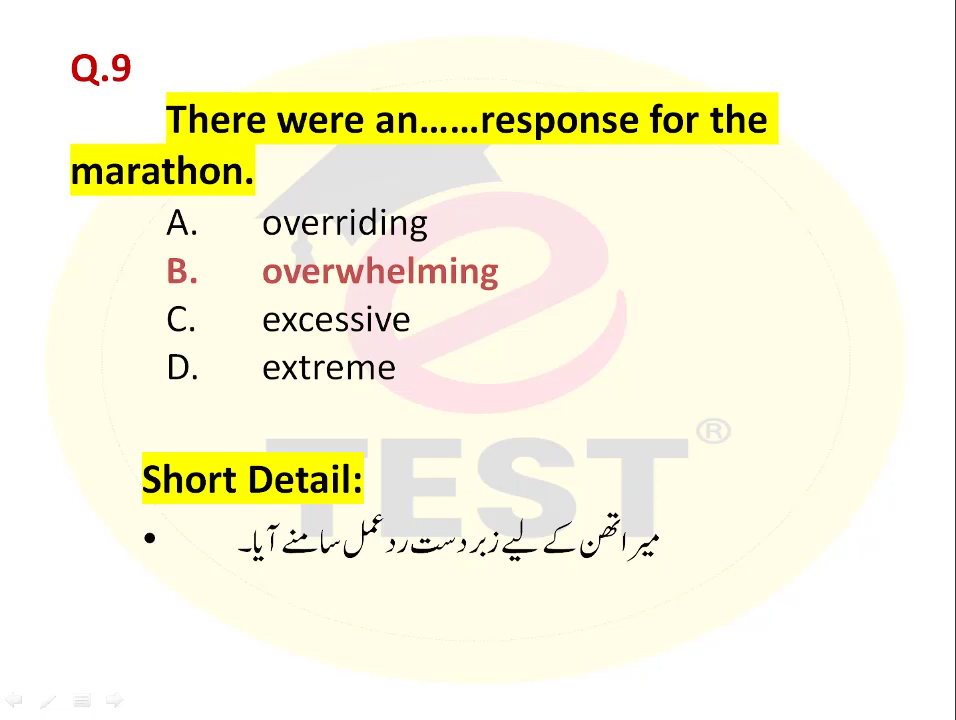 Q.9
There were an……response for the
marathon.
A. overriding
B. overwhelming
C. excessive
D. extreme
TEST ®
Short Detail:
• میراتھن کے لیے زبردست ردعمل سامنے آیا۔